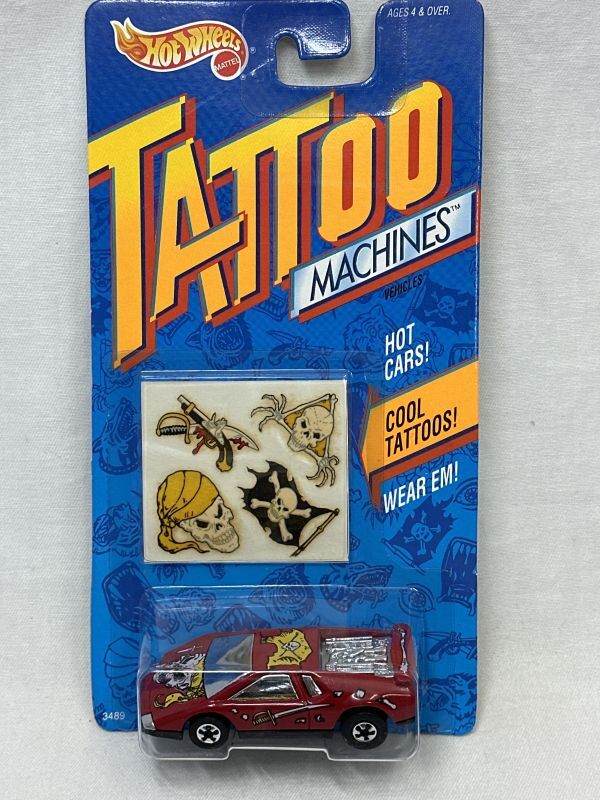 AGES 4 & OVER.
HOT WHEELS
MATTEL
TATTOO
MACHINES™
VEHICLES
HOT
CARS!
COOL
TATTOOS!
WEAR EM!
3489